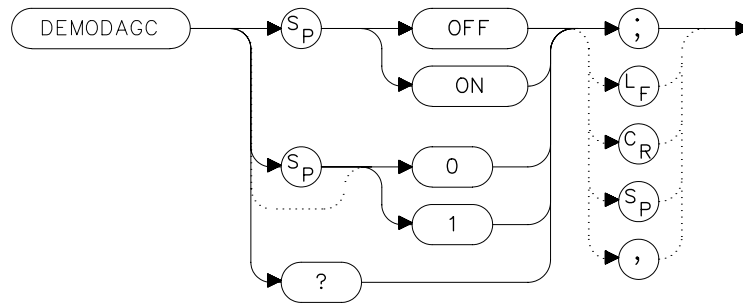 DEMODAGC SP OFF ;
ON LF
CR
SP 0
SP
1
? ,